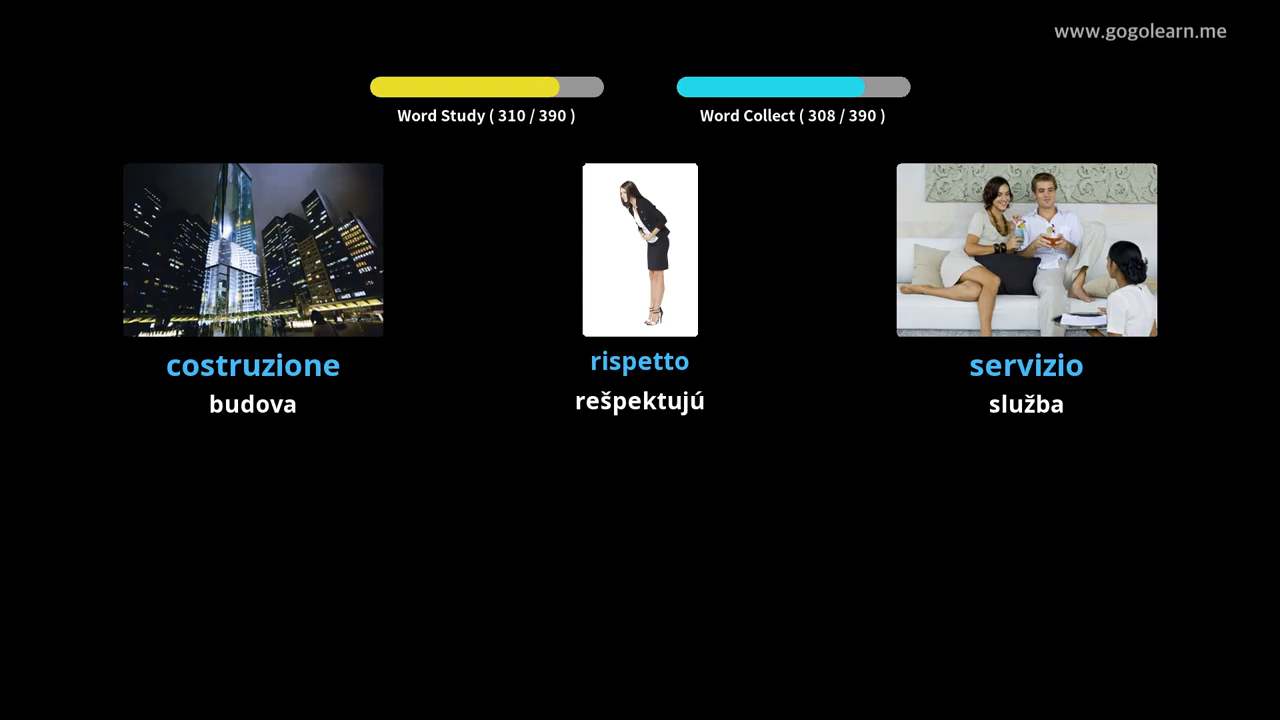 www.gogolearn.me
Word Study ( 310 / 390 )
Word Collect ( 308 / 390 )
costruzione
budova
rispetto
rešpektujú
servizio
služba